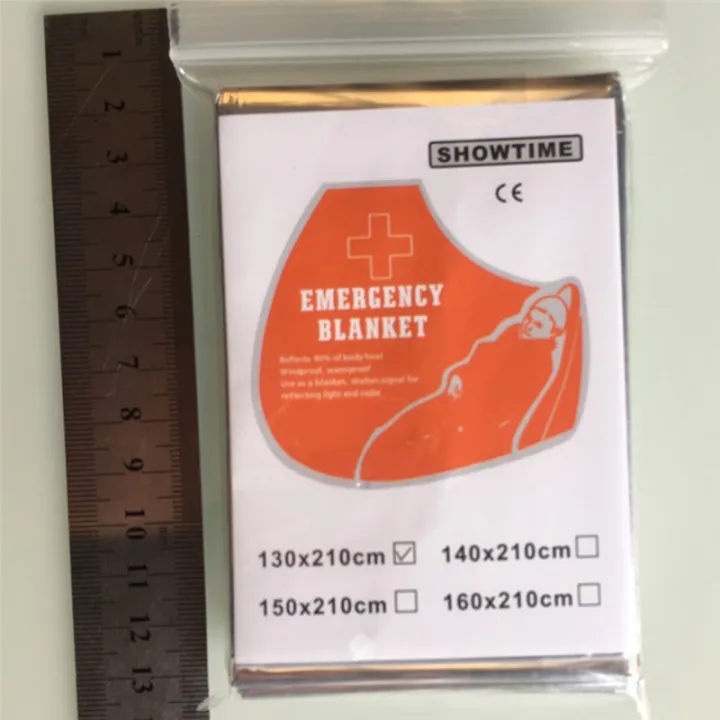 SHOWTIME
CE
EMERGENCY
BLANKET
Reflects 90% of body heat
Windproof, waterproof
Use as a blanket, shelter,signal for
reflecting light and radar
130x210cm 140x210cm
150x210cm 160x210cm
1
2
3
4
5
6
7
8
9
10
11
12
13